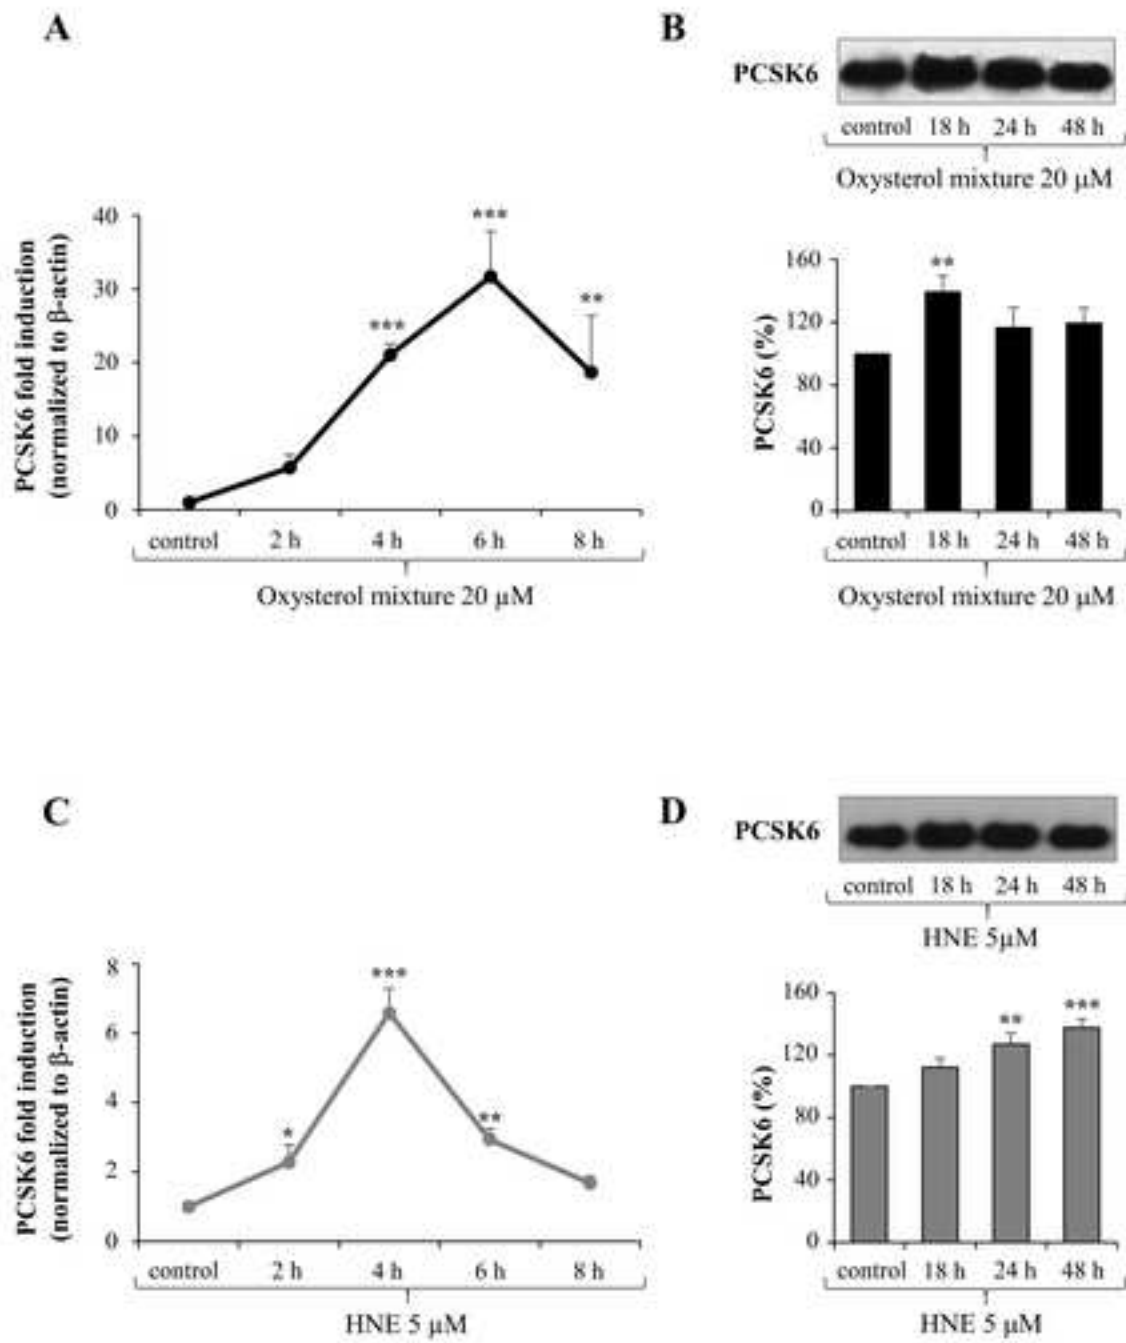 A
PCSK6 fold induction
(normalized to β-actin)
40
30
20
10
0
***
***
**
control 2 h 4 h 6 h 8 h
Oxysterol mixture 20 µM
B
PCSK6
control 18 h 24 h 48 h
Oxysterol mixture 20 µM
PCSK6 (%)
160
120
80
40
0
**
control 18 h 24 h 48 h
Oxysterol mixture 20 µM
C
PCSK6 fold induction
(normalized to β-actin)
8
6
4
2
0
*
***
**
control 2 h 4 h 6 h 8 h
HNE 5 µM
D
PCSK6
control 18 h 24 h 48 h
HNE 5µM
PCSK6 (%)
160
120
80
40
0
**
***
control 18 h 24 h 48 h
HNE 5 µM